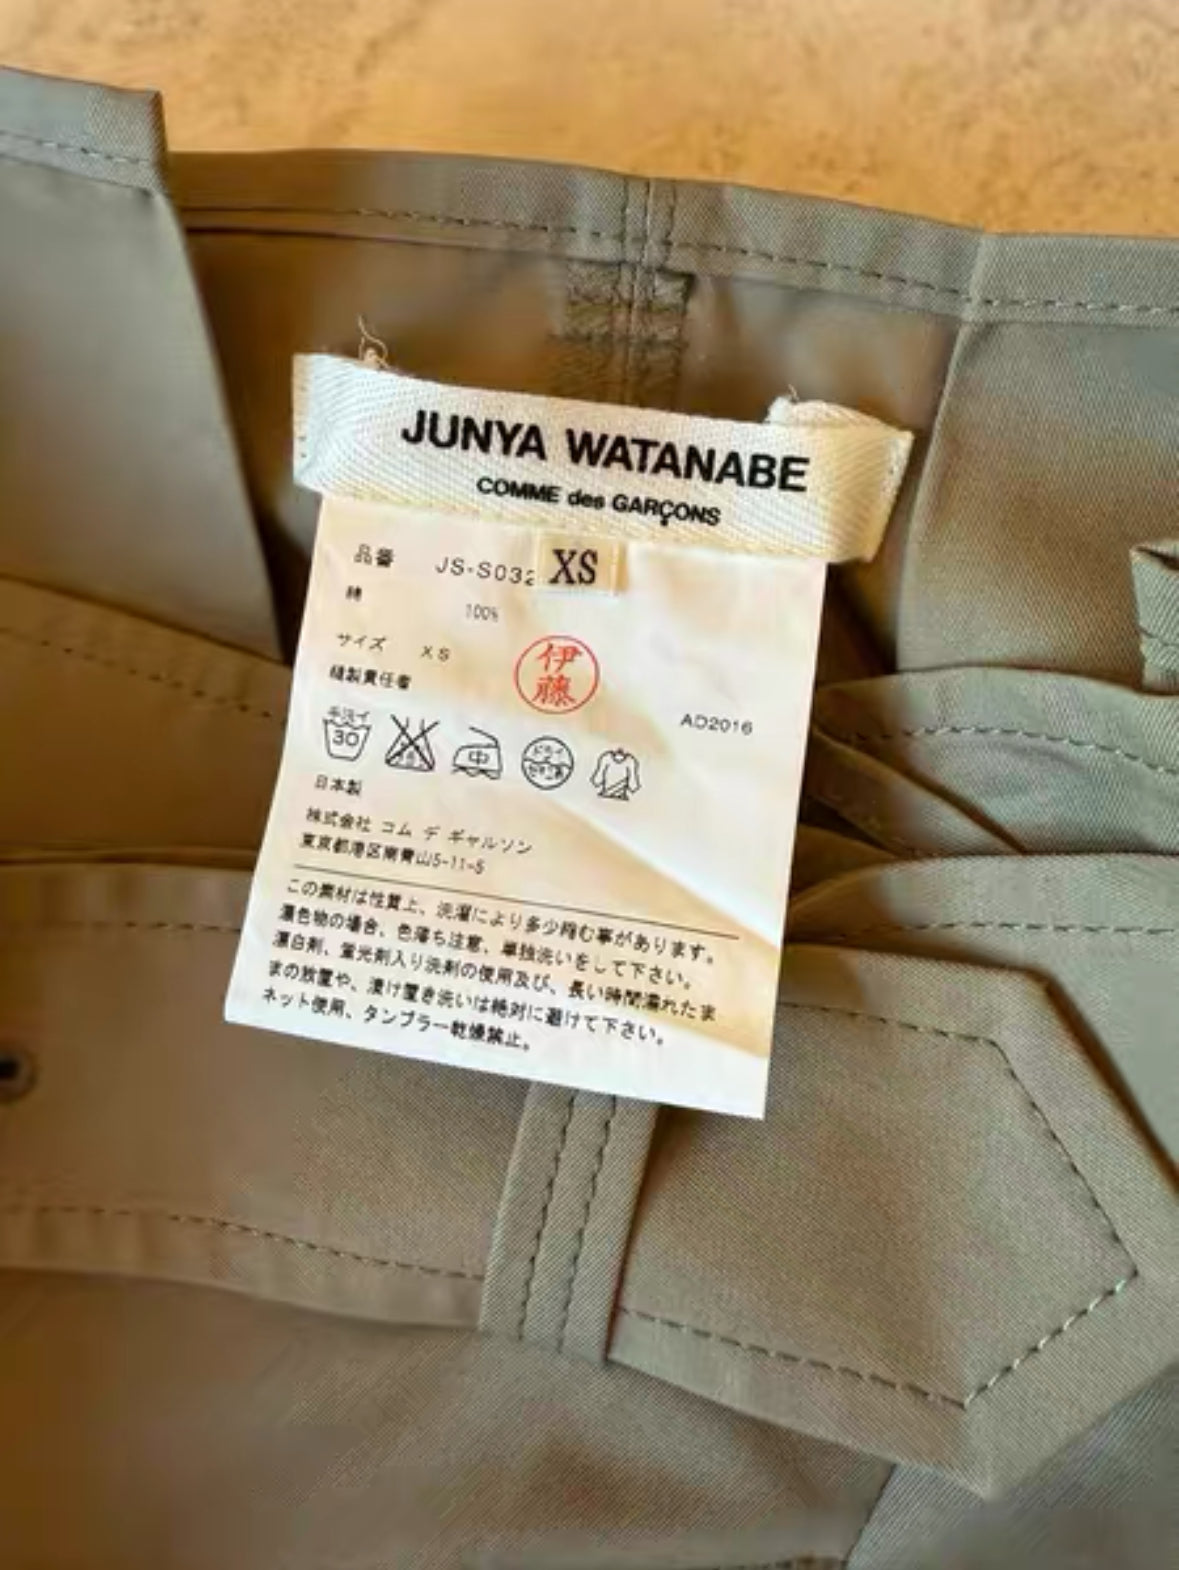 JUNYA WATANABE
COMME des GARÇONS
XS
品番 JS-S032
綿 100%
サイズ XS
縫製責任者 伊藤
AD2016
手洗イ 30 中 ドライ
日本製
株式会社 コム デ ギャルソン
東京都港区南青山5-11-5
この素材は性質上、洗濯により多少縮む事があります。
濃色物の場合、色落ち注意、単独洗いをして下さい。
漂白剤、蛍光剤入り洗剤の使用及び、長い時間濡れたま
まの放置や、漬け置き洗いは絶対に避けて下さい。
ネット使用、タンブラー乾燥禁止。